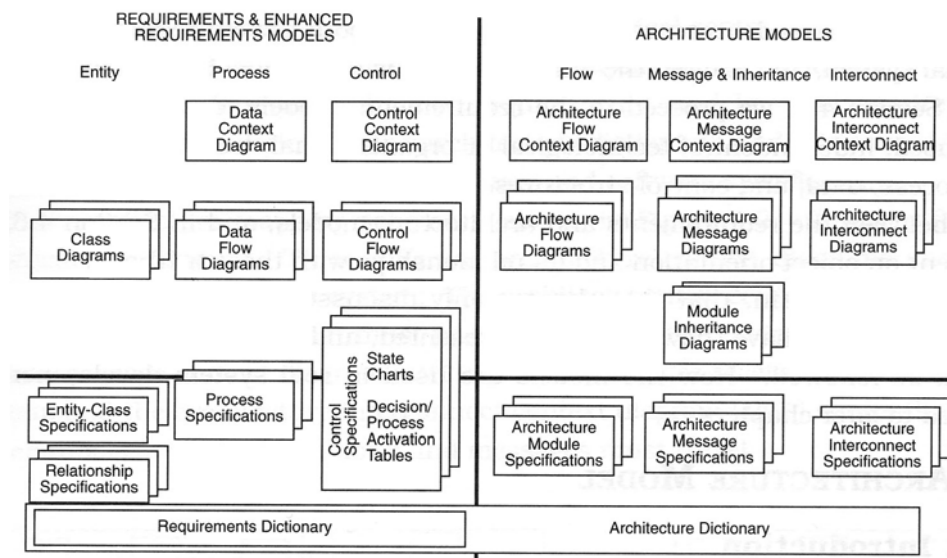 REQUIREMENTS & ENHANCED
REQUIREMENTS MODELS
ARCHITECTURE MODELS
Entity
Process
Control
Flow
Message & Inheritance
Interconnect
Data
Context
Diagram
Control
Context
Diagram
Architecture
Flow
Context Diagram
Architecture
Message
Context Diagram
Architecture
Interconnect
Context Diagram
Class
Diagrams
Data
Flow
Diagrams
Control
Flow
Diagrams
Architecture
Flow
Diagrams
Architecture
Message
Diagrams
Architecture
Interconnect
Diagrams
Module
Inheritance
Diagrams
Control
Specifications
State
Charts
Decision/
Process
Activation
Tables
Entity-Class
Specifications
Process
Specifications
Relationship
Specifications
Architecture
Module
Specifications
Architecture
Message
Specifications
Architecture
Interconnect
Specifications
ARCHITECTURE MODEL
Requirements Dictionary
Architecture Dictionary
Introduction